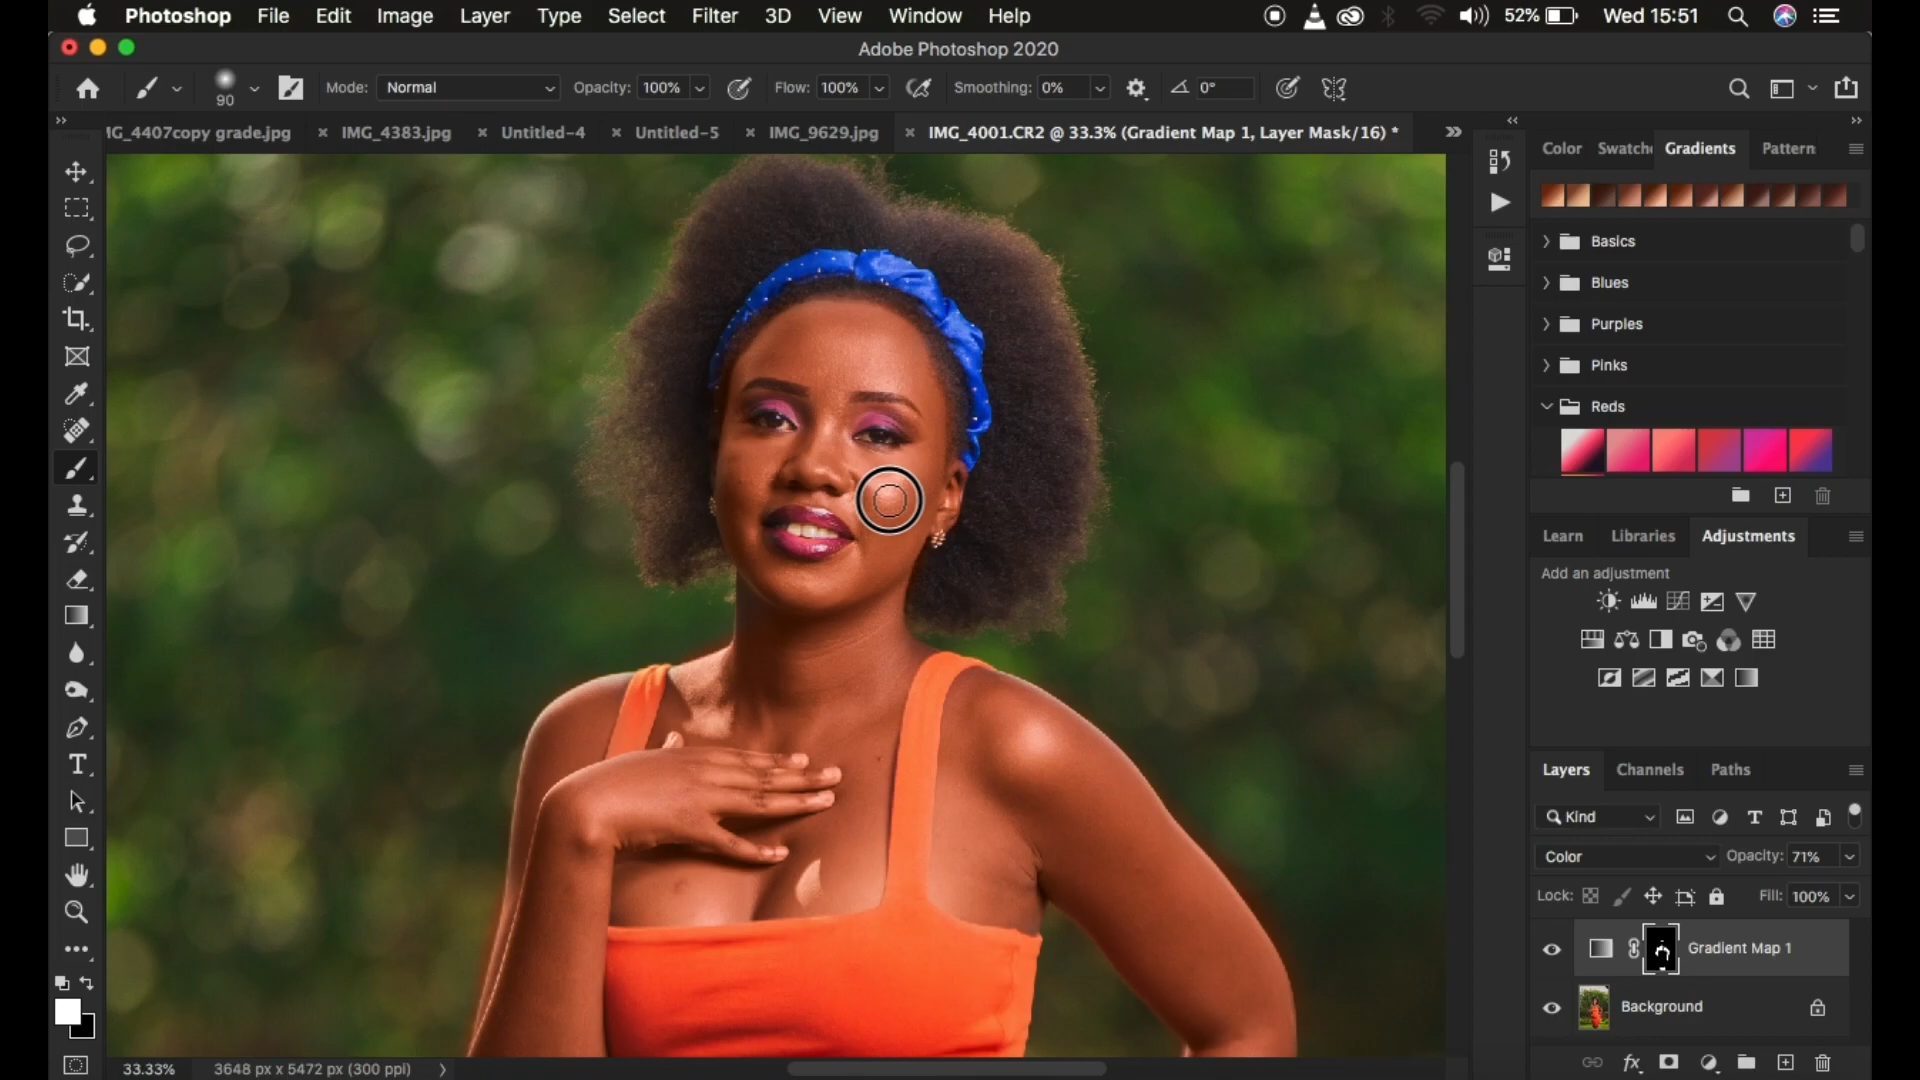 Photoshop File Edit Image Layer Type Select Filter 3D View Window Help 52% Wed 15:51
Adobe Photoshop 2020
90 Mode: Normal Opacity: 100% Flow: 100% Smoothing: 0% 0°
IG_4407copy grade.jpg IMG_4383.jpg Untitled-4 Untitled-5 IMG_9629.jpg IMG_4001.CR2 @ 33.3% (Gradient Map 1, Layer Mask/16) *
Color Swatche Gradients Pattern
Basics
Blues
Purples
Pinks
Reds
Learn Libraries Adjustments
Add an adjustment
Layers Channels Paths
Kind
Color Opacity: 71%
Lock: Fill: 100%
Gradient Map 1
Background
fx
33.33% 3648 px x 5472 px (300 ppi)